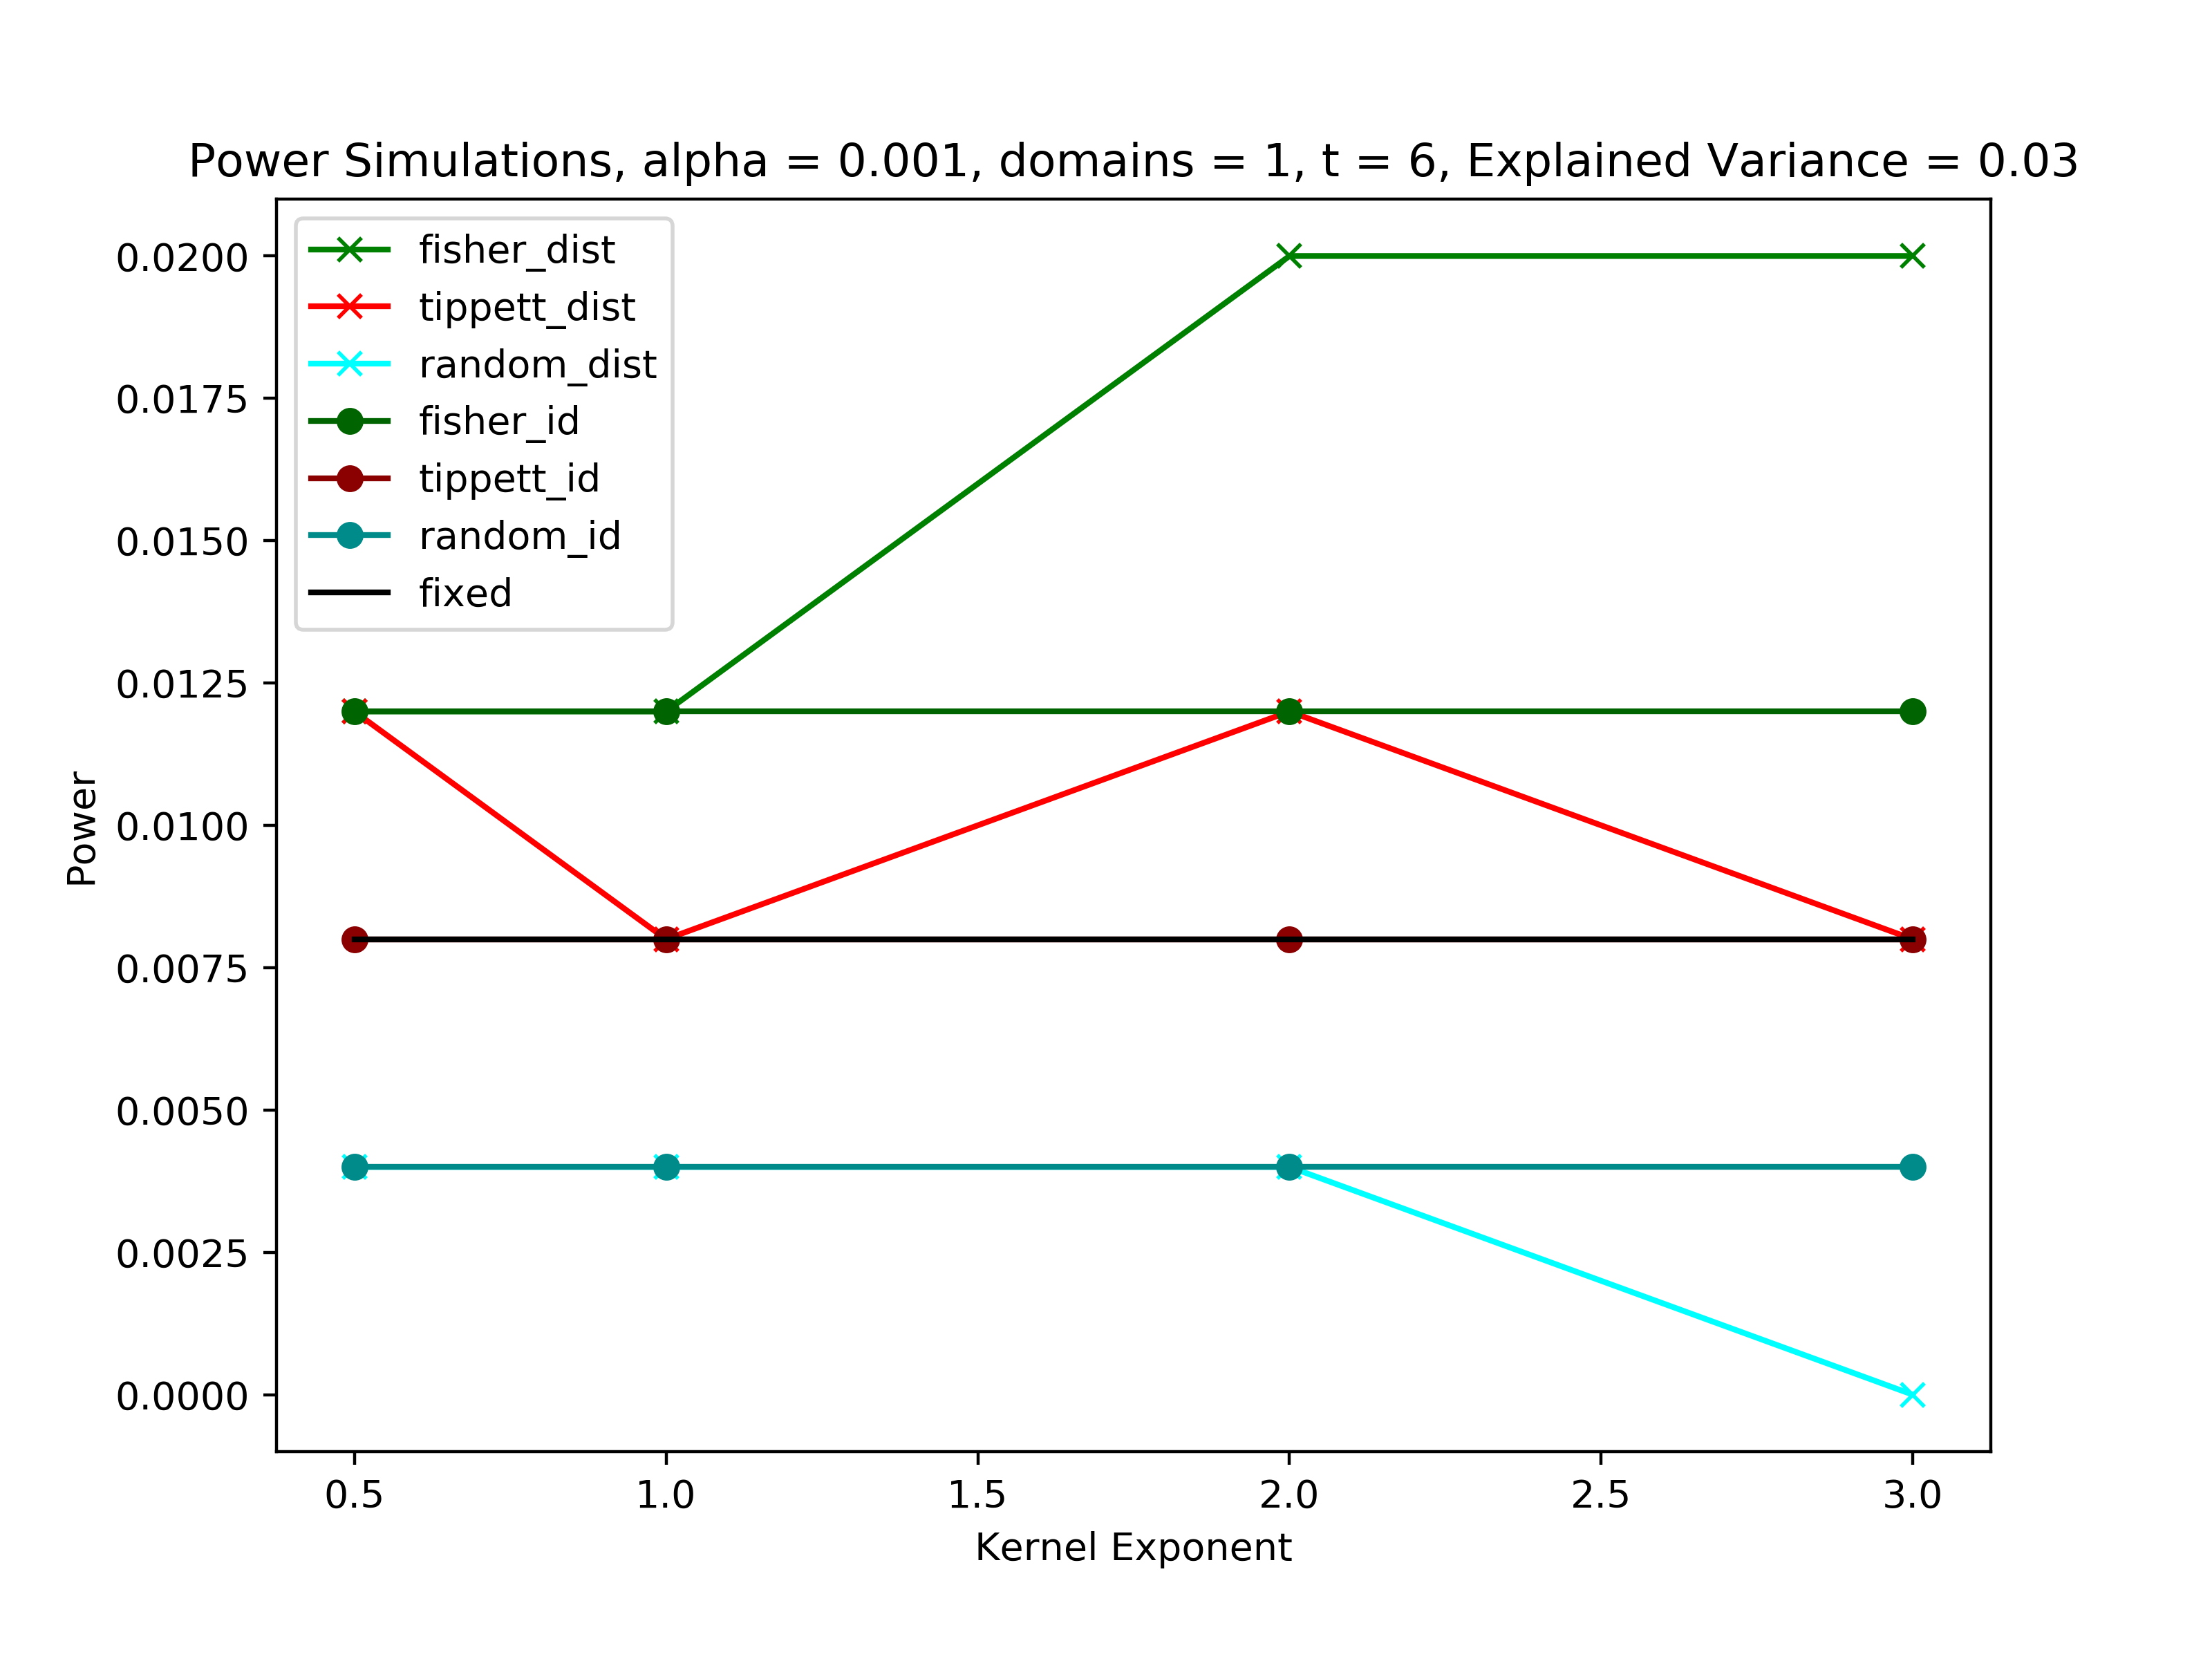 Power Simulations, alpha = 0.001, domains = 1, t = 6, Explained Variance = 0.03
fisher_dist
tippett_dist
random_dist
fisher_id
tippett_id
random_id
fixed
0.0200
0.0175
0.0150
0.0125
0.0100
0.0075
0.0050
0.0025
0.0000
Power
0.5 1.0 1.5 2.0 2.5 3.0
Kernel Exponent